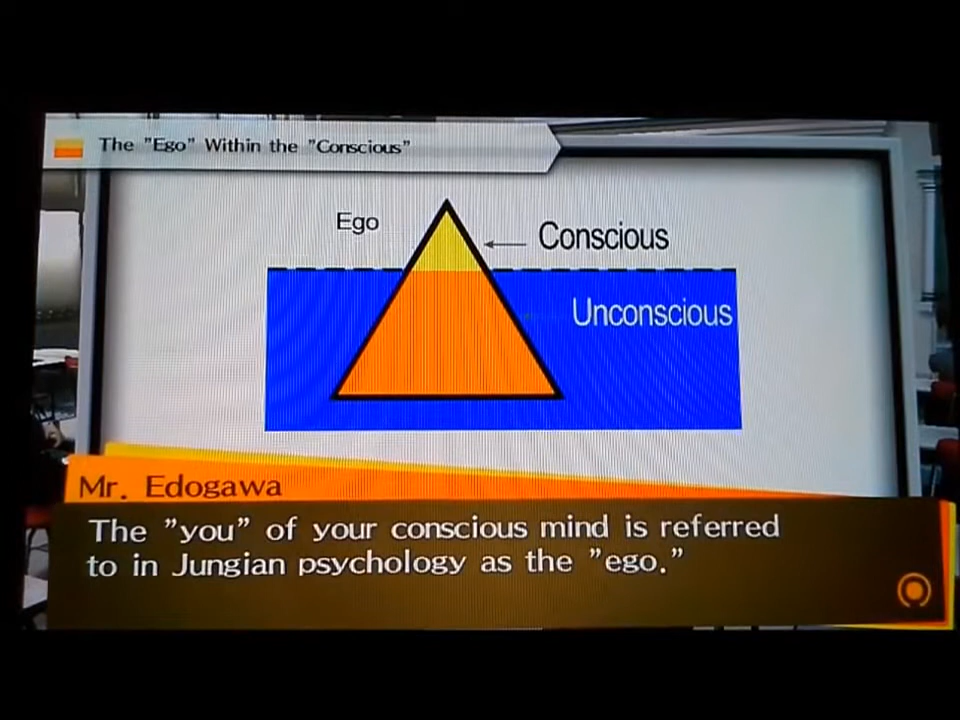 The "Ego" Within the "Conscious"
Ego
Conscious
Unconscious
Mr. Edogawa
The "you" of your conscious mind is referred
to in Jungian psychology as the "ego."